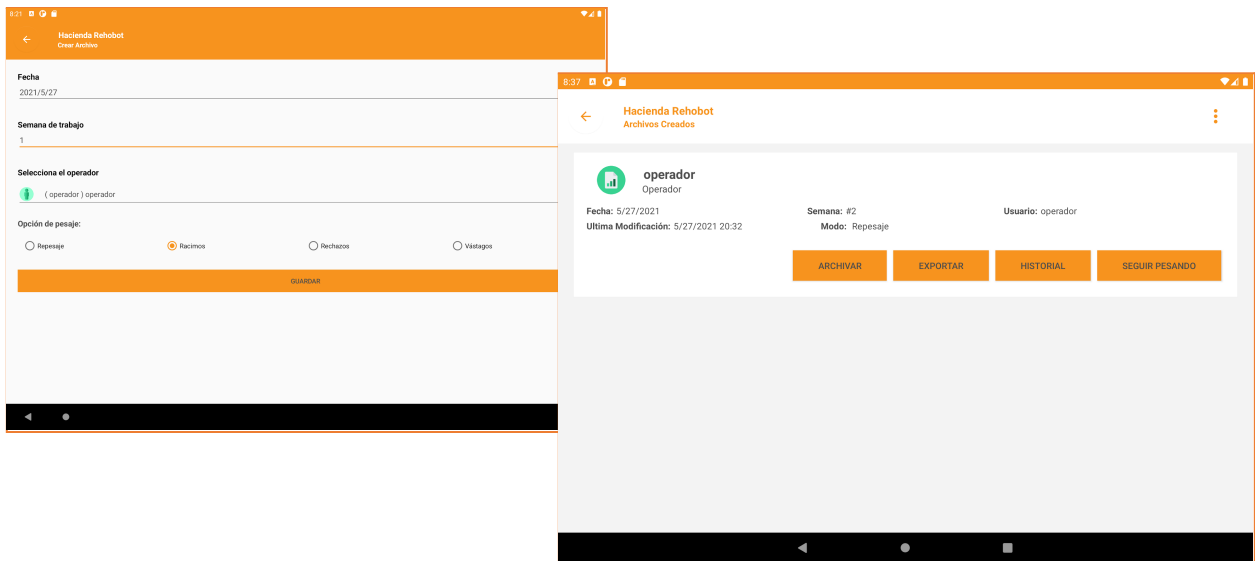 8:21
Hacienda Rehobot
Crear Archivo
Fecha
2021/5/27
Semana de trabajo
1
Selecciona el operador
( operador ) operador
Opción de pesaje:
Repesaje Racimos Rechazos Vástagos
GUARDAR
8:37
Hacienda Rehobot
Archivos Creados
operador
Operador
Fecha: 5/27/2021 Semana: #2 Usuario: operador
Ultima Modificación: 5/27/2021 20:32 Modo: Repesaje
ARCHIVAR EXPORTAR HISTORIAL SEGUIR PESANDO